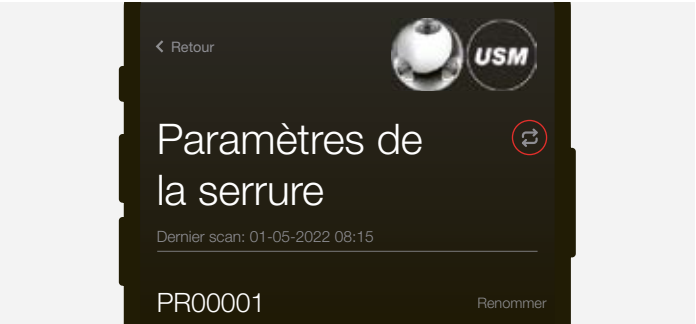 Retour
USM
Paramètres de
la serrure
Dernier scan: 01-05-2022 08:15
PR00001
Renommer